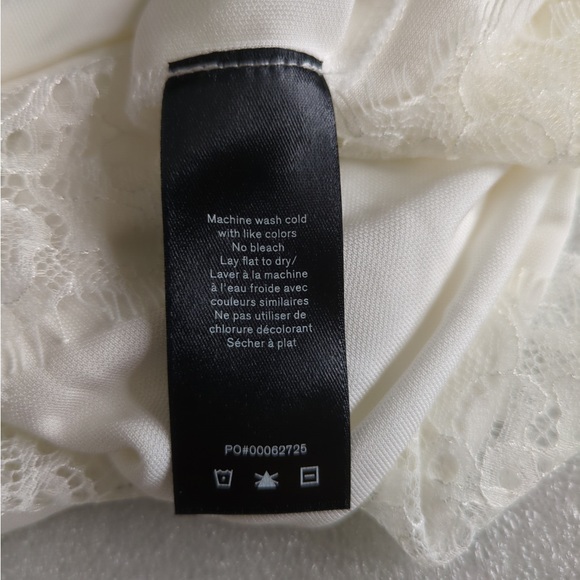 Machine wash cold
with like colors
No bleach
Lay flat to dry/
Laver à la machine
à l'eau froide avec
couleurs similaires
Ne pas utiliser de
chlorure décolorant
Sécher à plat
PO#00062725